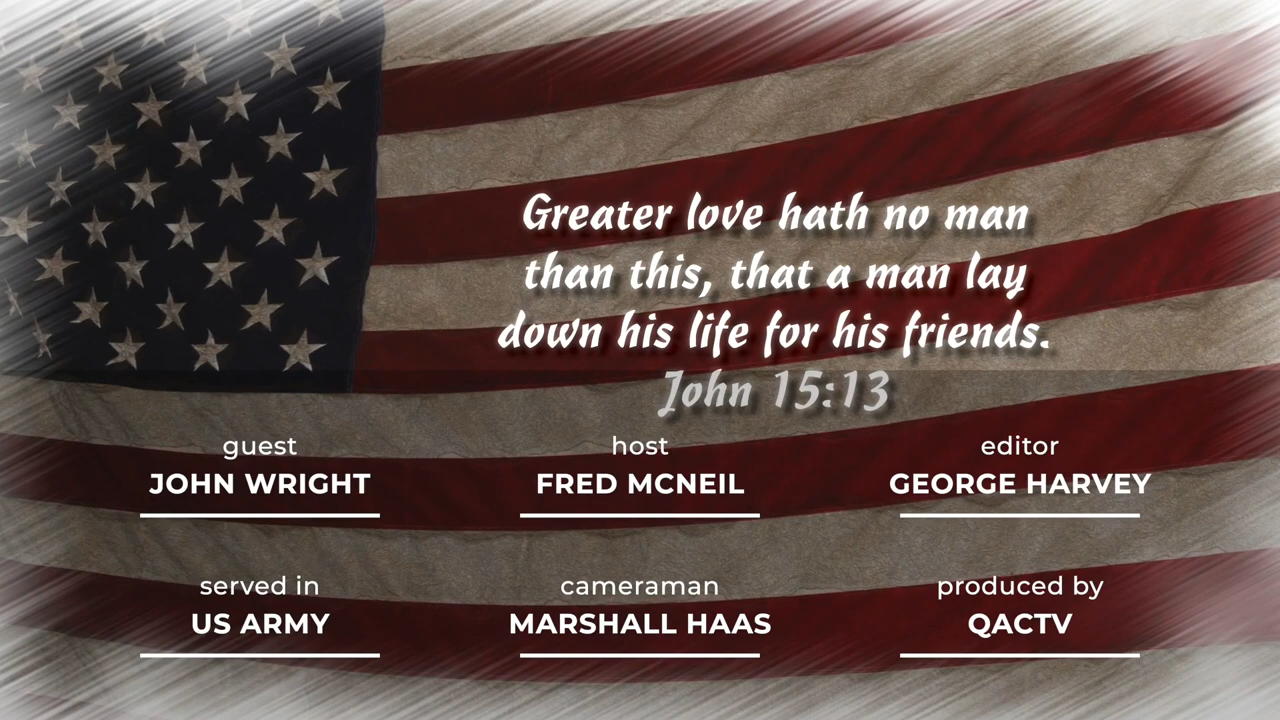 Greater love hath no man
than this, that a man lay
down his life for his friends.
John 15:13
guest
JOHN WRIGHT
host
FRED MCNEIL
editor
GEORGE HARVEY
served in
US ARMY
cameraman
MARSHALL HAAS
produced by
QACTV